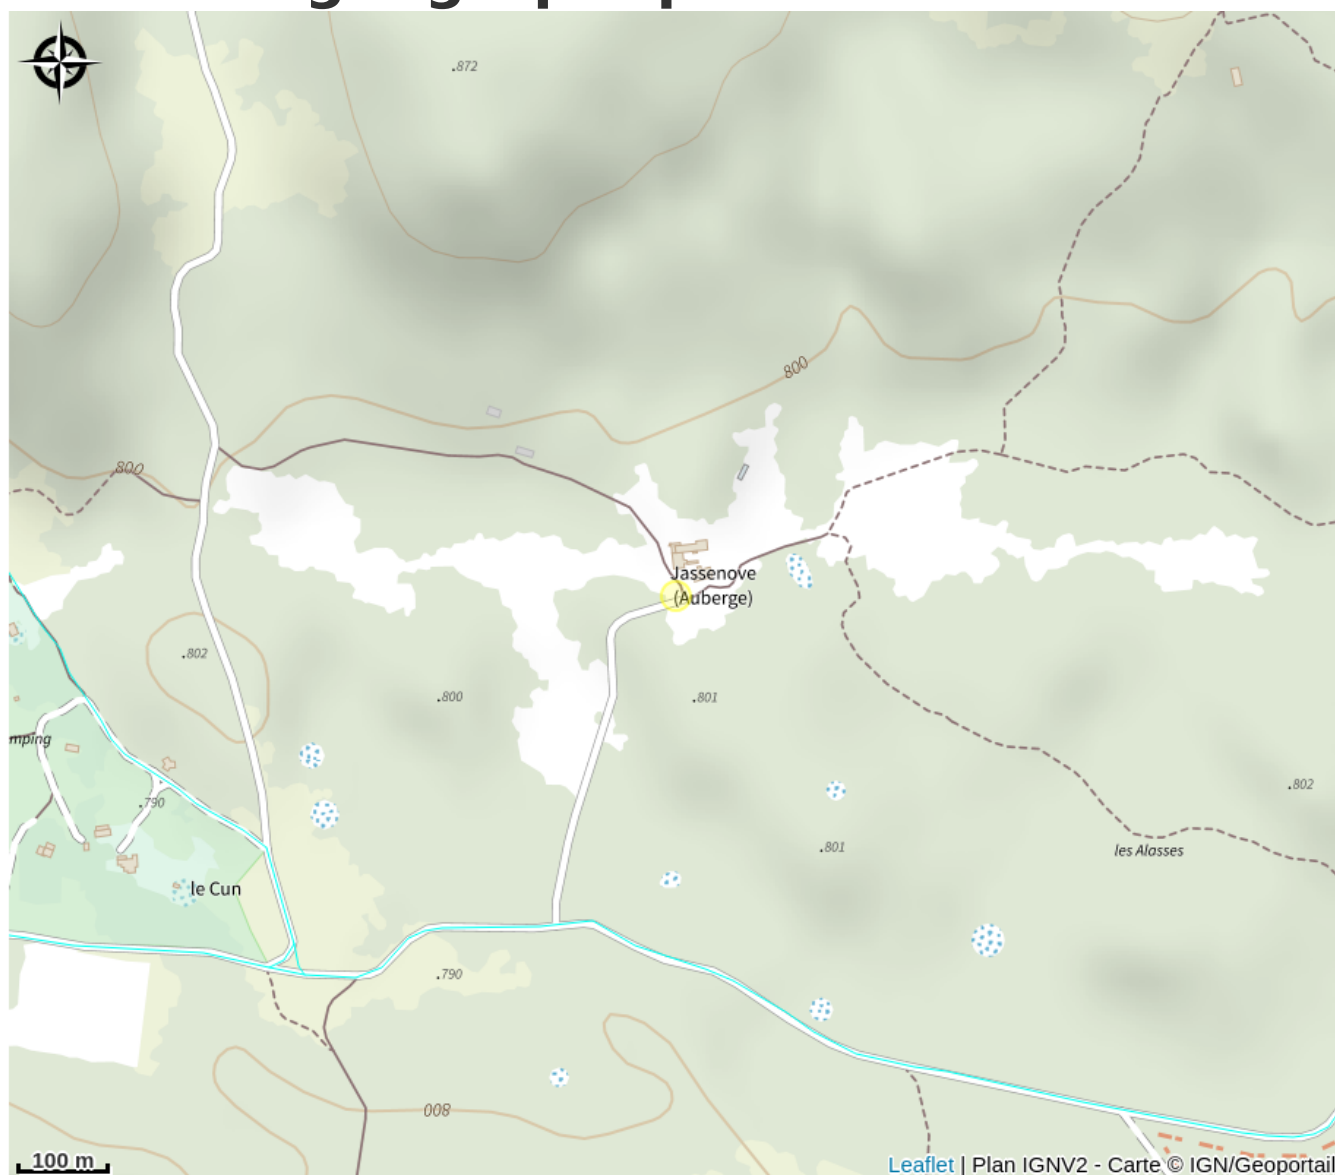 .872
800
800
Jassenove
(Auberge)
.802
.800
.801
mping
.790
.802
.801
les Alasses
le Cun
.790
800
100 m
Leaflet | Plan IGNV2 - Carte © IGN/Geoportail